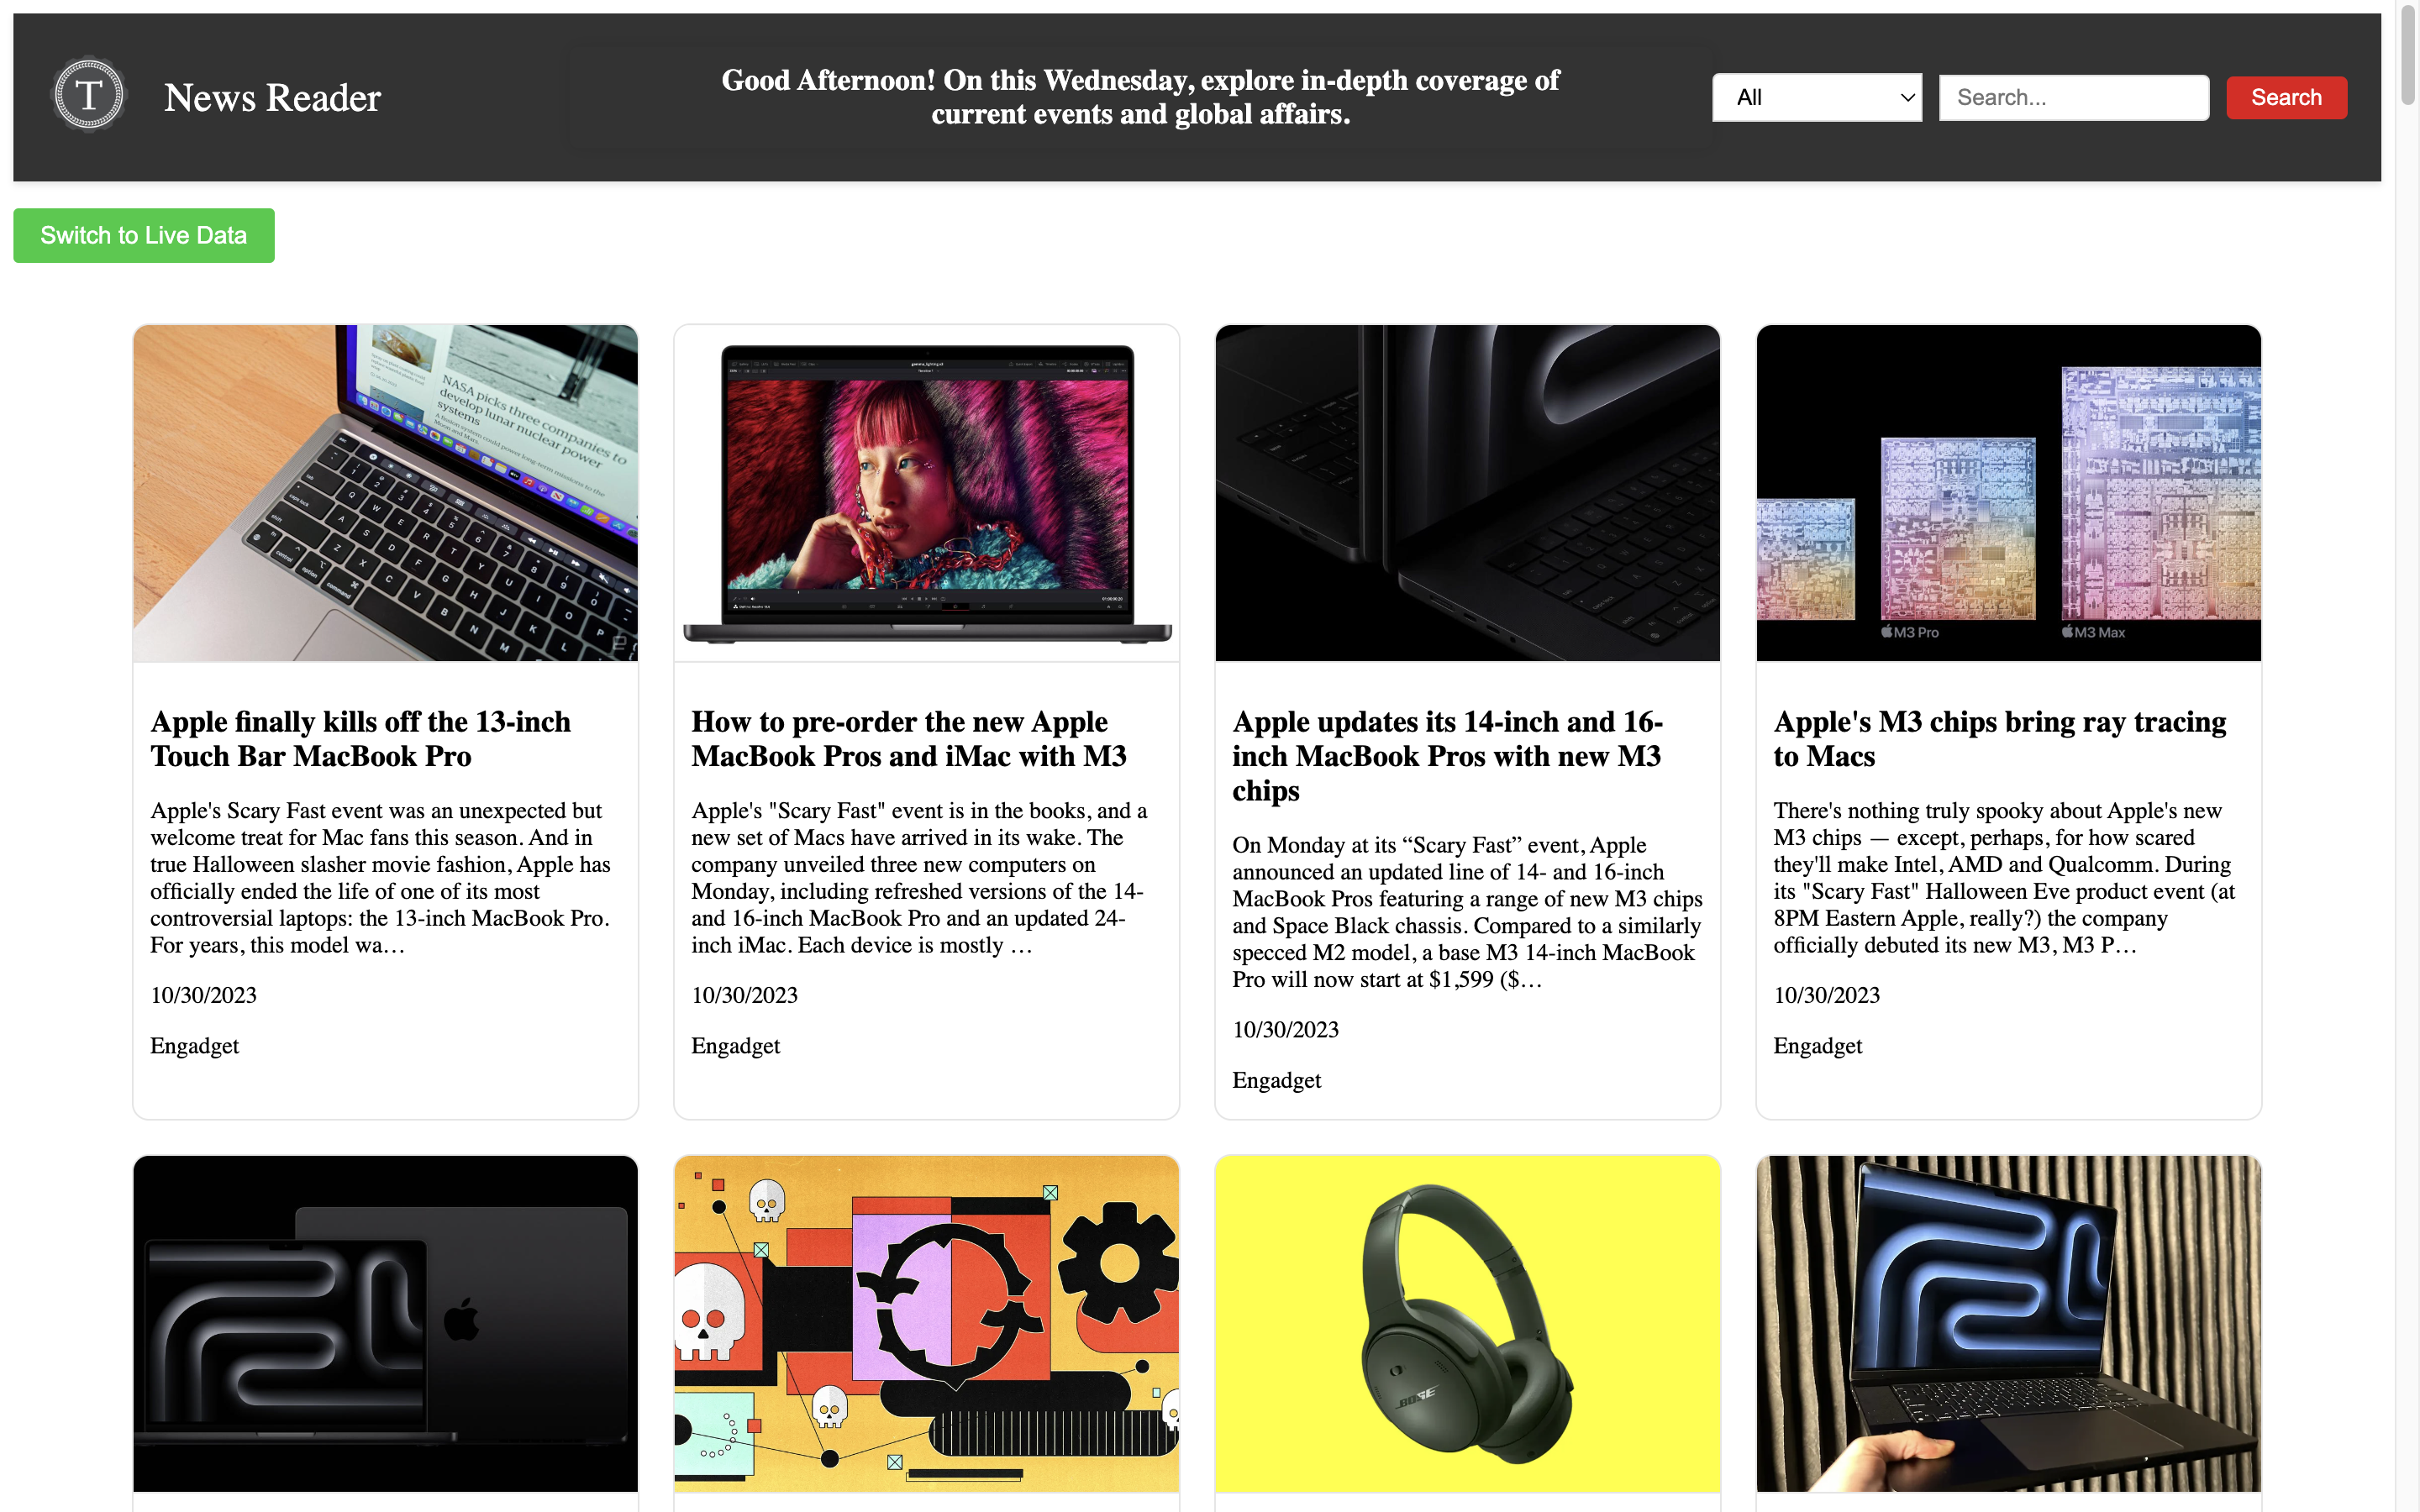 T
News Reader
Good Afternoon! On this Wednesday, explore in-depth coverage of
current events and global affairs.
All
Search...
Search
Switch to Live Data
NASA picks three companies to
develop lunar nuclear power
systems
M3 Pro
M3 Max
Apple finally kills off the 13-inch
Touch Bar MacBook Pro
Apple's Scary Fast event was an unexpected but
welcome treat for Mac fans this season. And in
true Halloween slasher movie fashion, Apple has
officially ended the life of one of its most
controversial laptops: the 13-inch MacBook Pro.
For years, this model wa…
10/30/2023
Engadget
How to pre-order the new Apple
MacBook Pros and iMac with M3
Apple's "Scary Fast" event is in the books, and a
new set of Macs have arrived in its wake. The
company unveiled three new computers on
Monday, including refreshed versions of the 14-
and 16-inch MacBook Pro and an updated 24-
inch iMac. Each device is mostly …
10/30/2023
Engadget
Apple updates its 14-inch and 16-
inch MacBook Pros with new M3
chips
On Monday at its “Scary Fast” event, Apple
announced an updated line of 14- and 16-inch
MacBook Pros featuring a range of new M3 chips
and Space Black chassis. Compared to a similarly
specced M2 model, a base M3 14-inch MacBook
Pro will now start at $1,599 ($…
10/30/2023
Engadget
Apple's M3 chips bring ray tracing
to Macs
There's nothing truly spooky about Apple's new
M3 chips — except, perhaps, for how scared
they'll make Intel, AMD and Qualcomm. During
its "Scary Fast" Halloween Eve product event (at
8PM Eastern Apple, really?) the company
officially debuted its new M3, M3 P…
10/30/2023
Engadget
BOSE